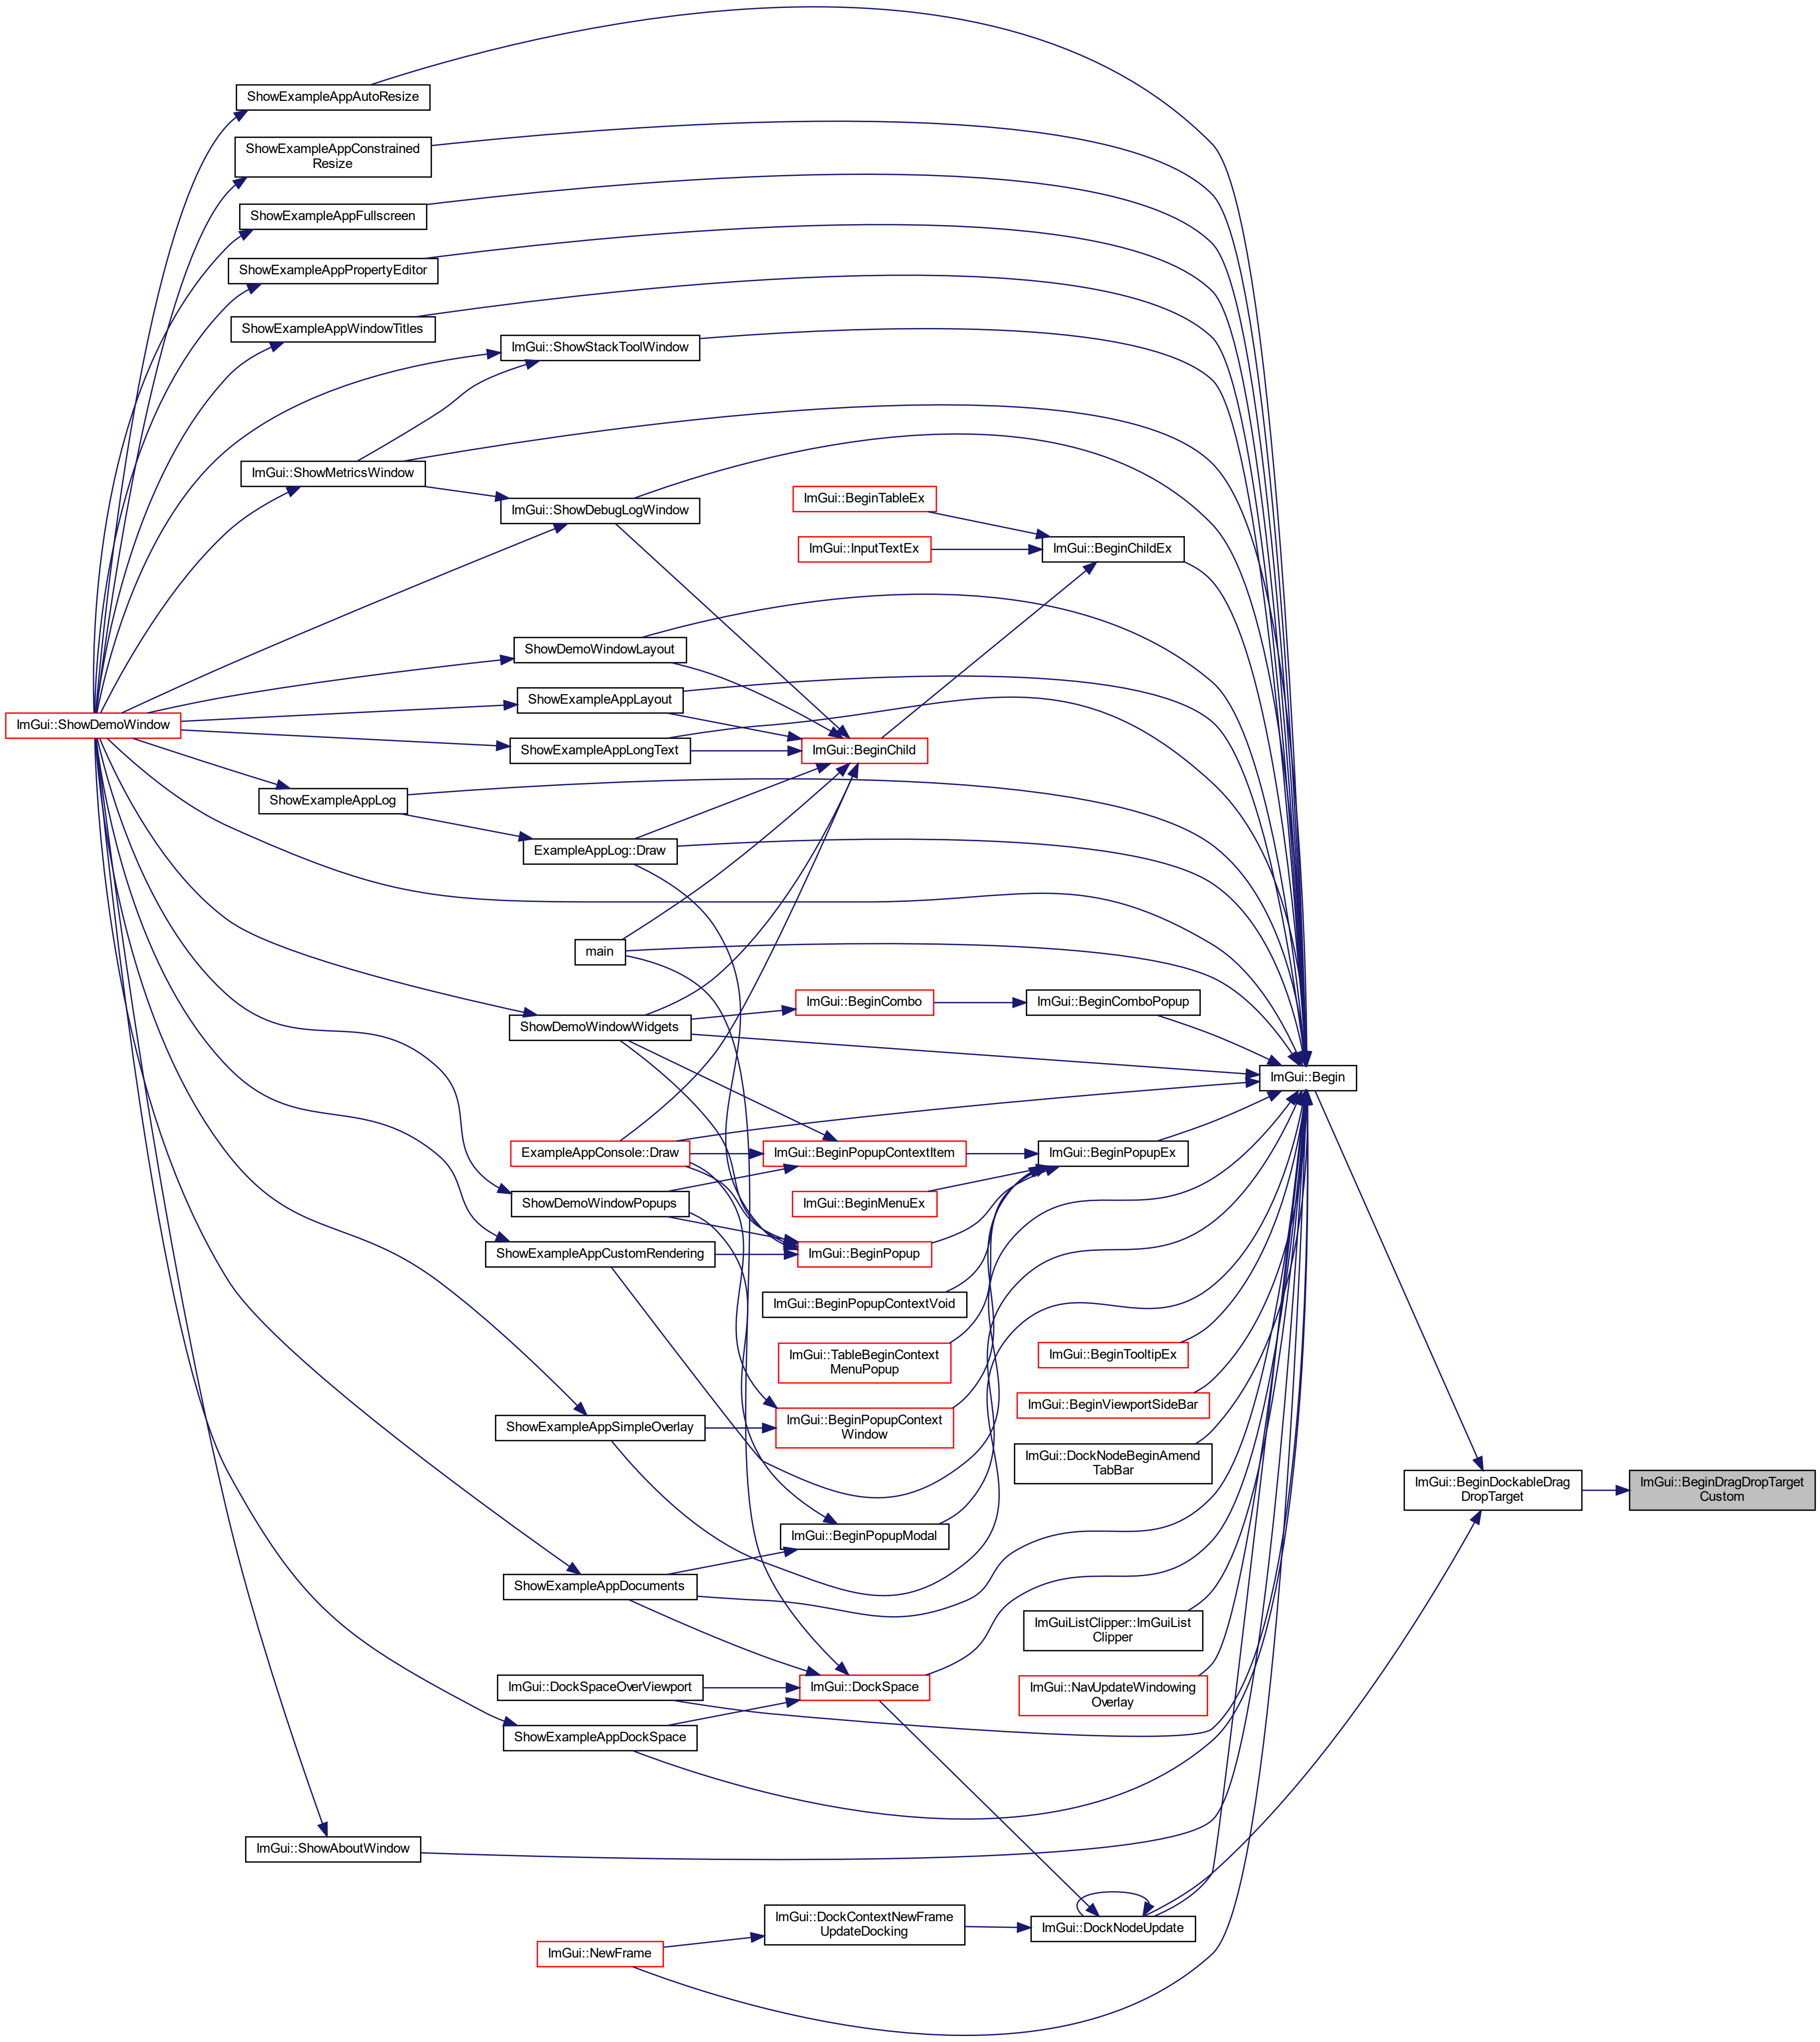 ShowExampleAppAutoResize
ShowExampleAppConstrained
Resize
ShowExampleAppFullscreen
ShowExampleAppPropertyEditor
ShowExampleAppWindowTitles
ImGui::ShowStackToolWindow
ImGui::ShowMetricsWindow
ImGui::ShowDebugLogWindow
ImGui::BeginTableEx
ImGui::InputTextEx
ImGui::BeginChildEx
ShowDemoWindowLayout
ShowExampleAppLayout
ImGui::ShowDemoWindow
ShowExampleAppLongText
ImGui::BeginChild
ShowExampleAppLog
ExampleAppLog::Draw
main
ImGui::BeginCombo
ImGui::BeginComboPopup
ShowDemoWindowWidgets
ImGui::Begin
ExampleAppConsole::Draw
ImGui::BeginPopupContextItem
ImGui::BeginPopupEx
ShowDemoWindowPopups
ImGui::BeginMenuEx
ShowExampleAppCustomRendering
ImGui::BeginPopup
ImGui::BeginPopupContextVoid
ImGui::TableBeginContext
MenuPopup
ImGui::BeginTooltipEx
ImGui::BeginViewportSideBar
ShowExampleAppSimpleOverlay
ImGui::BeginPopupContext
Window
ImGui::DockNodeBeginAmend
TabBar
ImGui::BeginDockableDrag
DropTarget
ImGui::BeginDragDropTarget
Custom
ImGui::BeginPopupModal
ShowExampleAppDocuments
ImGuiListClipper::ImGuiList
Clipper
ImGui::DockSpaceOverViewport
ImGui::DockSpace
ImGui::NavUpdateWindowing
Overlay
ShowExampleAppDockSpace
ImGui::ShowAboutWindow
ImGui::DockContextNewFrame
UpdateDocking
ImGui::DockNodeUpdate
ImGui::NewFrame